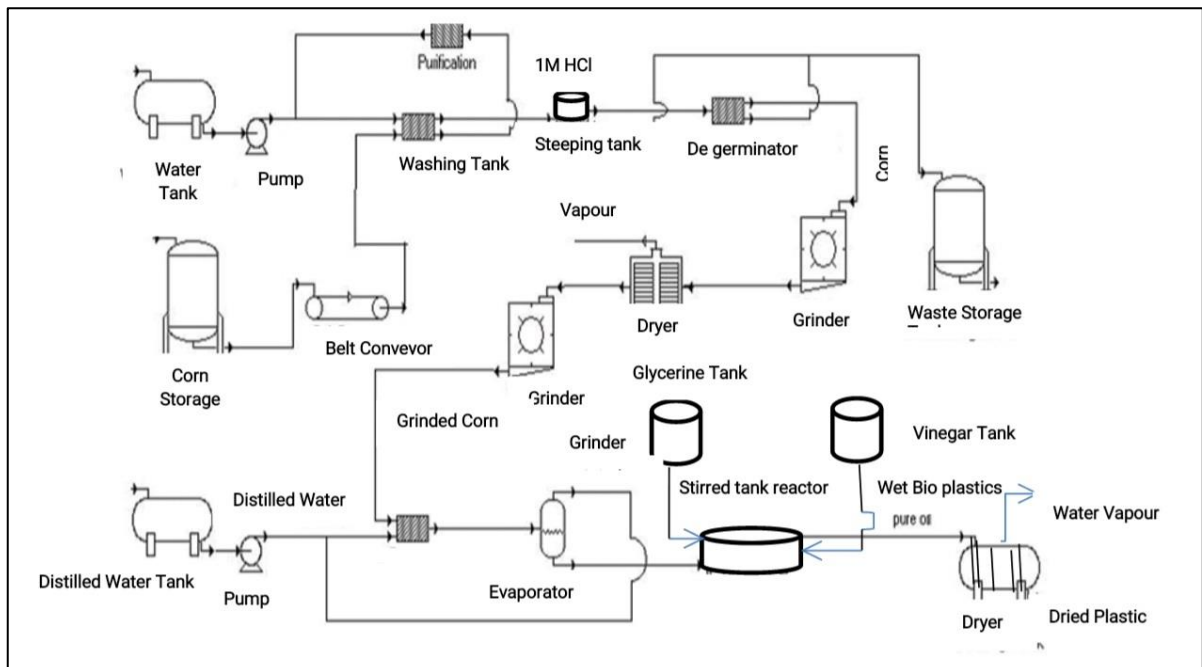 Purification
1M HCl
Steeping tank
De germinator
Washing Tank
Water
Tank
Pump
Corn
Vapour
Dryer
Grinder
Waste Storage
Belt Convevor
Corn
Storage
Glycerine Tank
Grinder
Grinded Corn
Grinder
Vinegar Tank
Distilled Water
Stirred tank reactor
Wet Bio plastics
pure oil
Water Vapour
Distilled Water Tank
Pump
Evaporator
Dryer
Dried Plastic